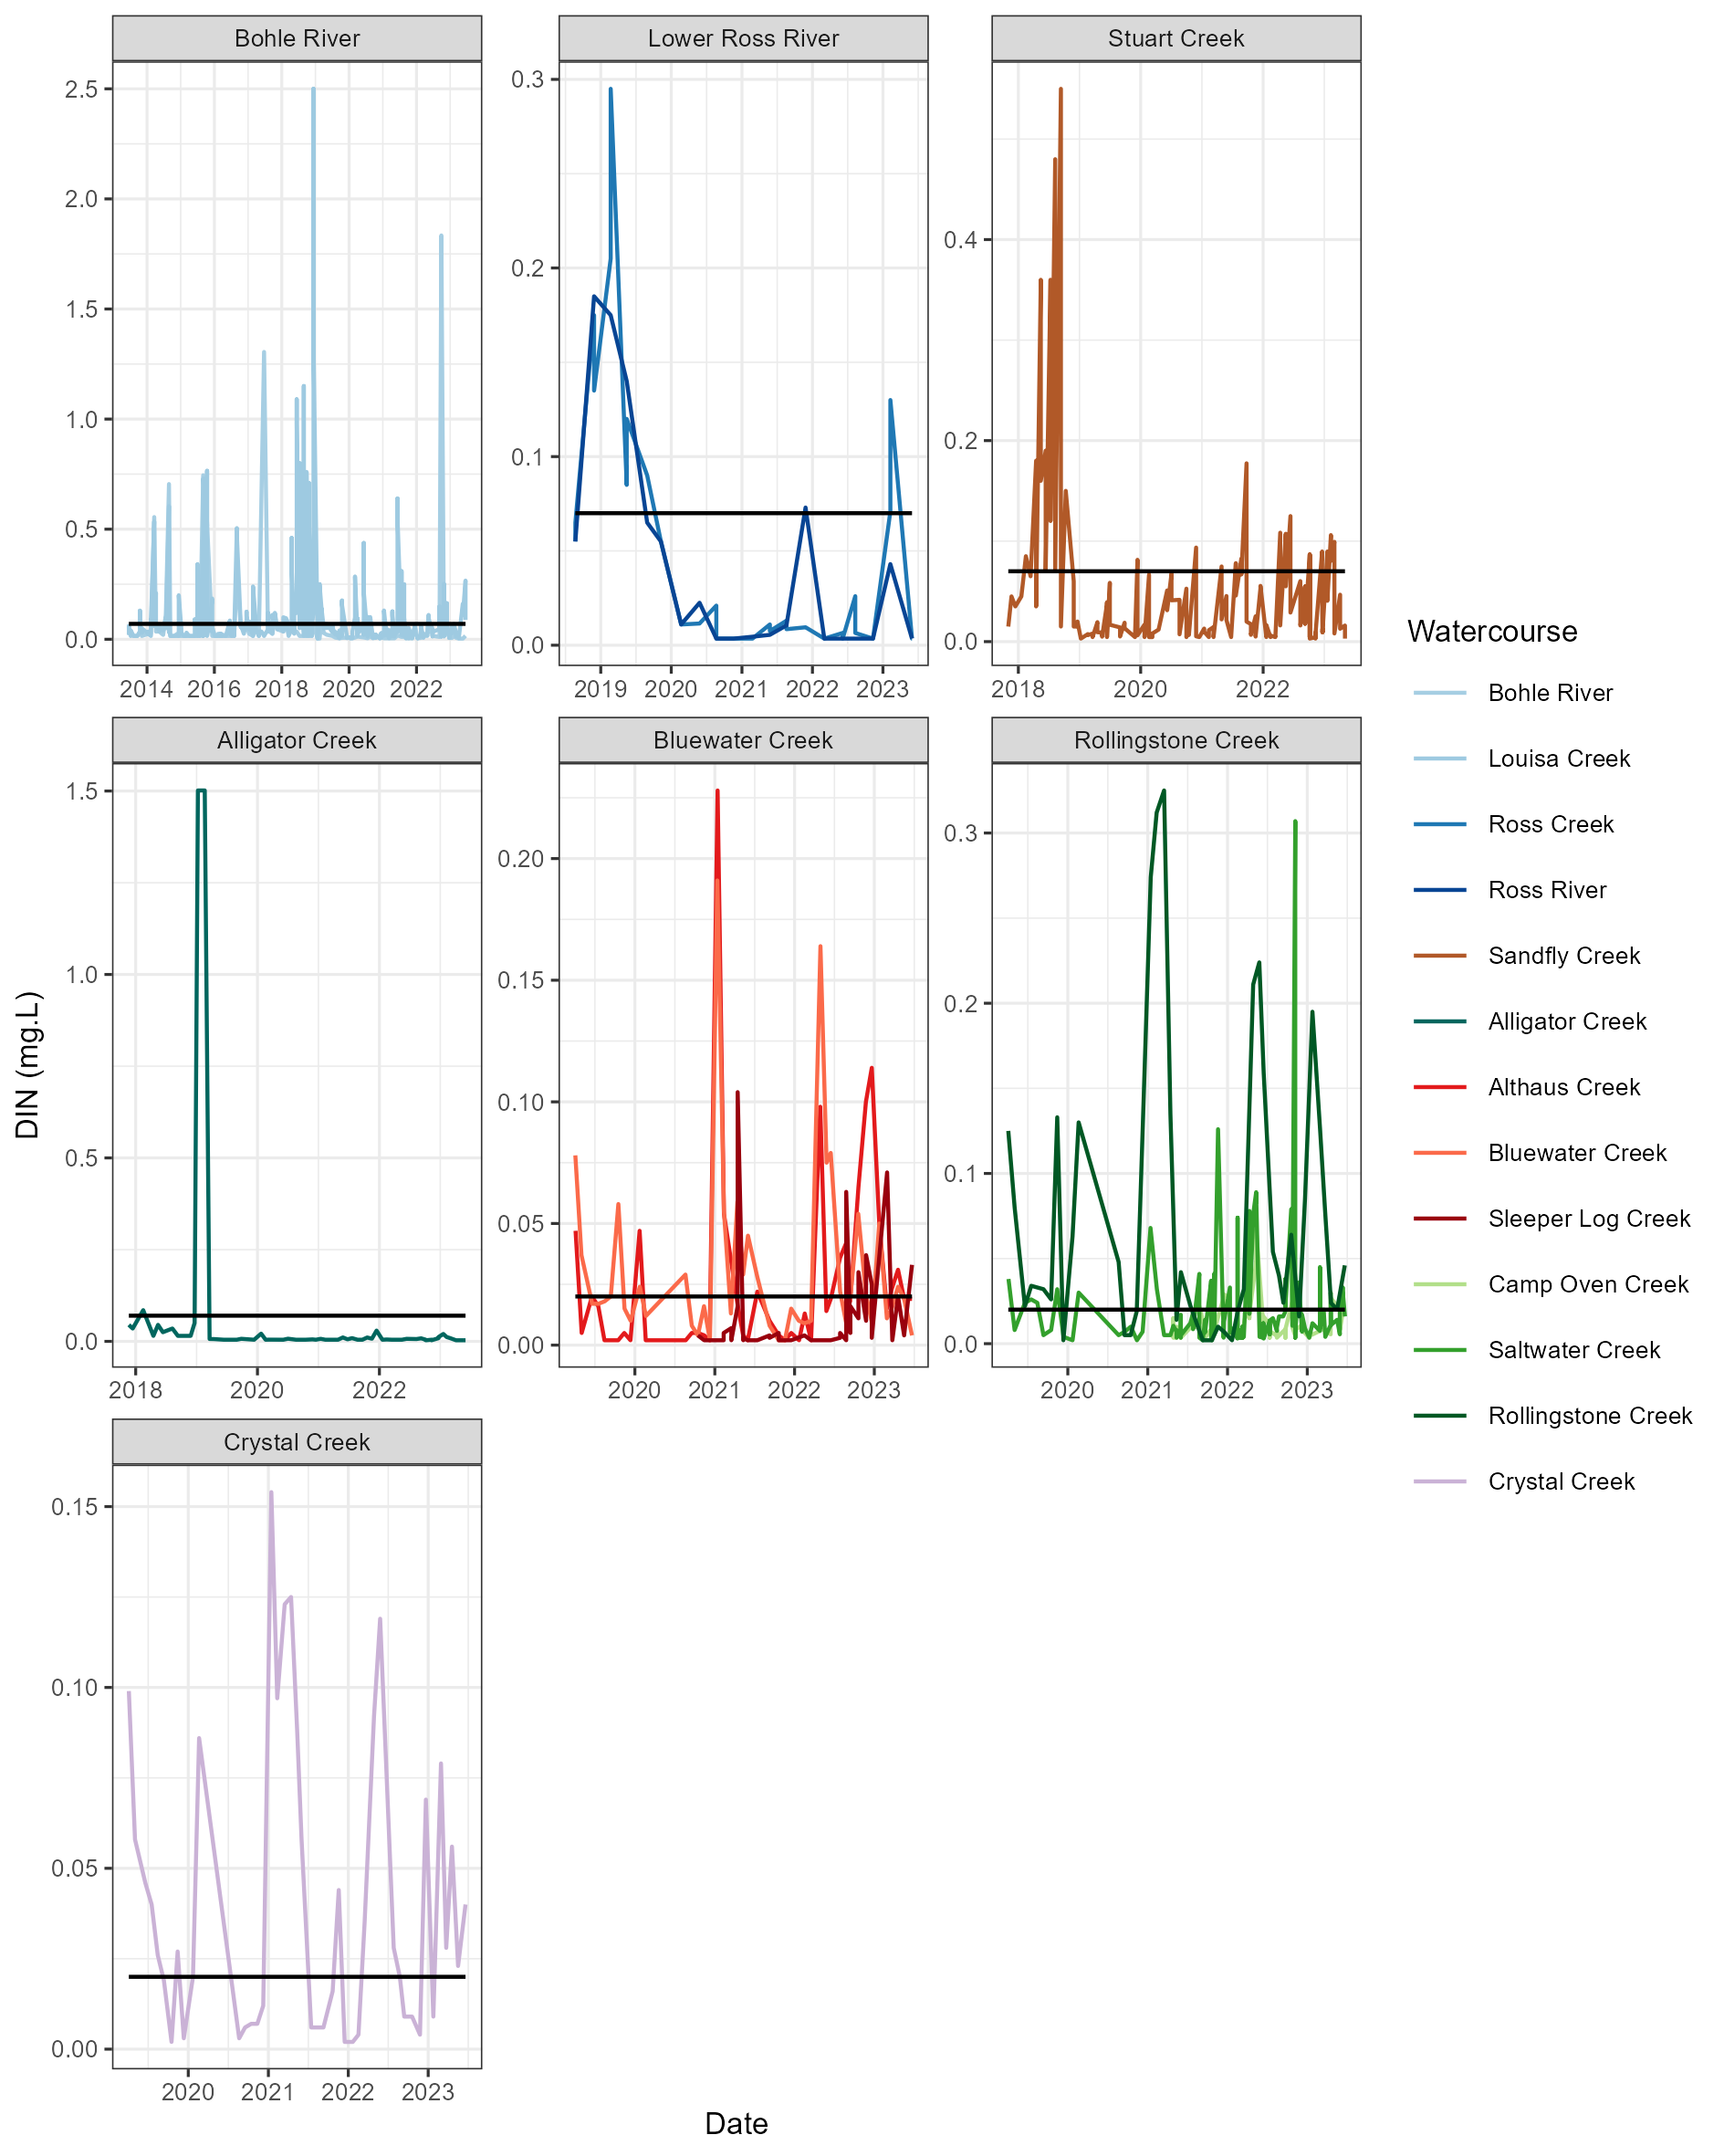 Bohle River
Lower Ross River
Stuart Creek
2.5
2.0
1.5
1.0
0.5
0.0
0.3
0.2
0.1
0.0
0.4
0.2
0.0
2014 2016 2018 2020 2022
2019 2020 2021 2022 2023
2018 2020 2022
Alligator Creek
Bluewater Creek
Rollingstone Creek
1.5
1.0
0.5
0.0
0.20
0.15
0.10
0.05
0.00
0.3
0.2
0.1
0.0
2018 2020 2022
2020 2021 2022 2023
2020 2021 2022 2023
Crystal Creek
0.15
0.10
0.05
0.00
2020 2021 2022 2023
DIN (mg.L)
Date
Watercourse
Bohle River
Louisa Creek
Ross Creek
Ross River
Sandfly Creek
Alligator Creek
Althaus Creek
Bluewater Creek
Sleeper Log Creek
Camp Oven Creek
Saltwater Creek
Rollingstone Creek
Crystal Creek